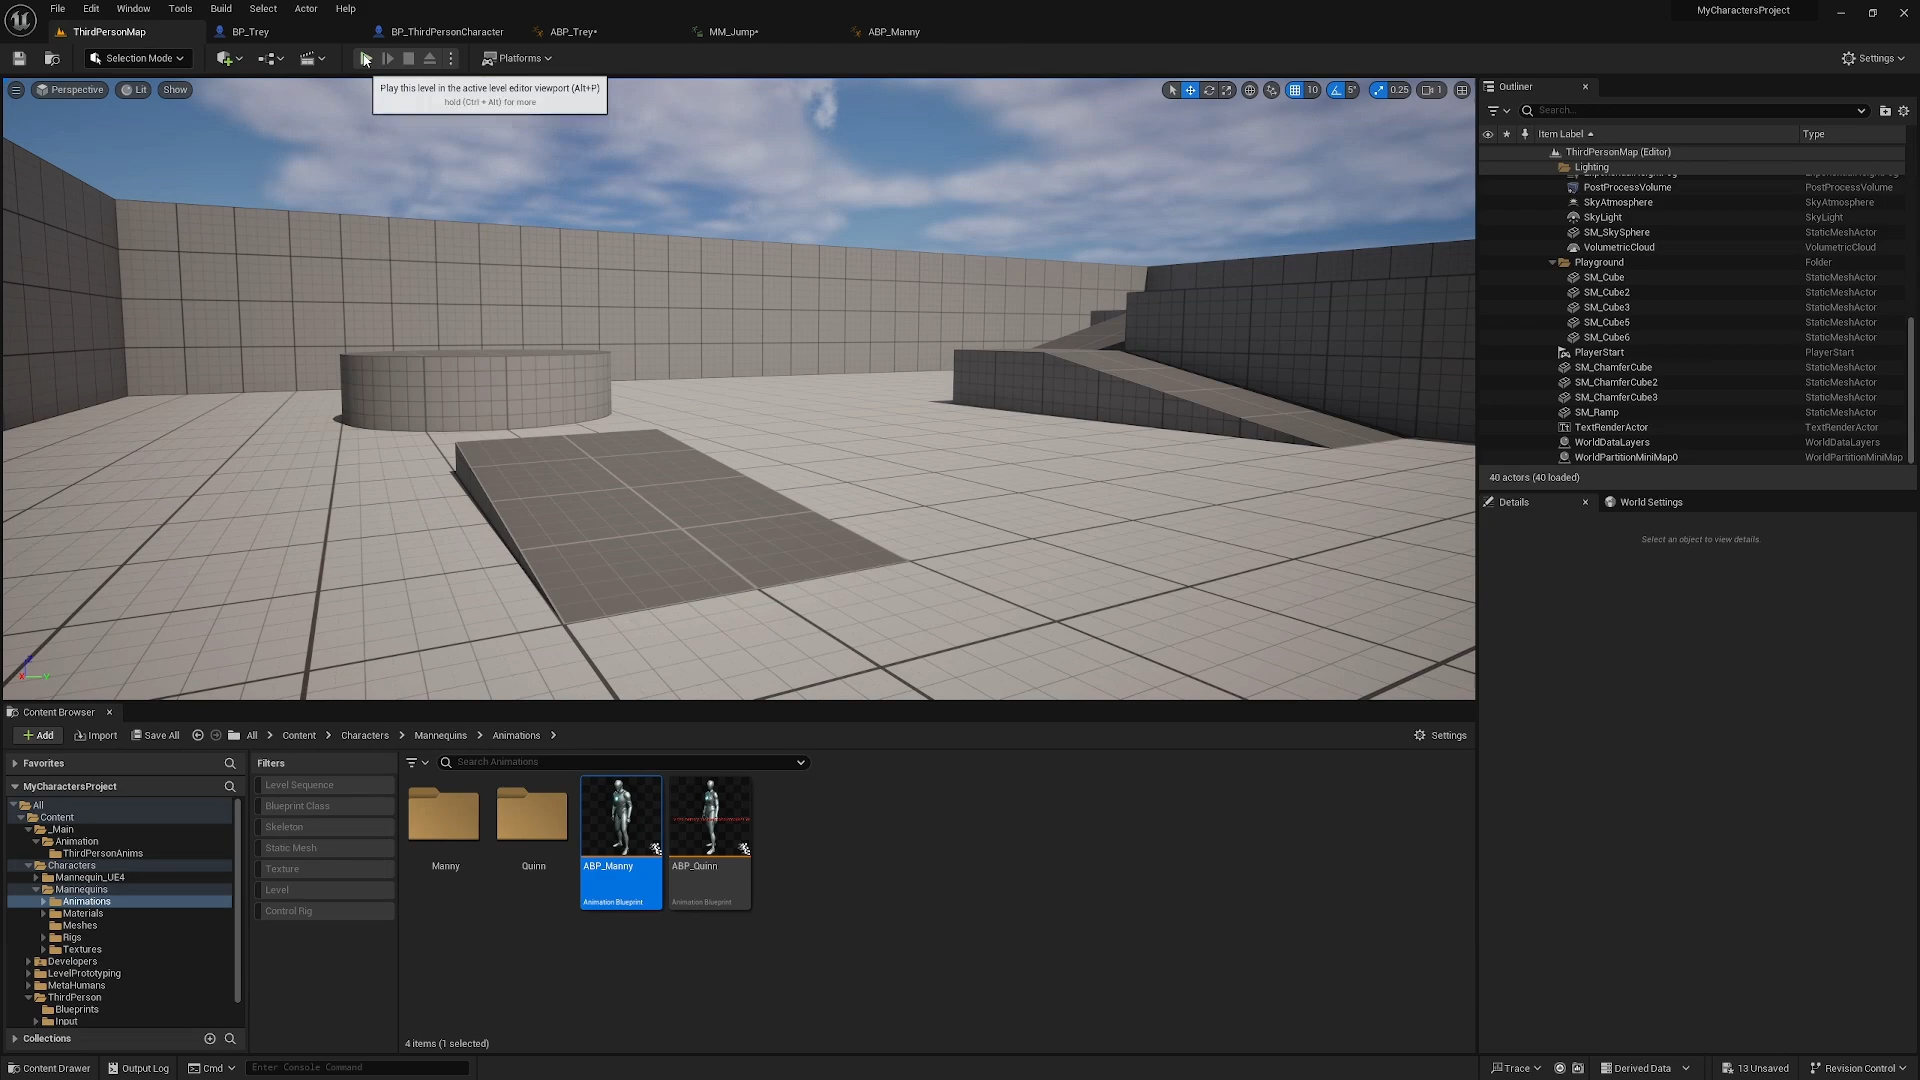 File Edit Window Tools Build Select Actor Help
MyCharactersProject
ThirdPersonMap
BP_Trey
BP_ThirdPersonCharacter
ABP_Trey•
MM_Jump•
ABP_Manny
Selection Mode
Platforms
Settings
Perspective
Lit
Show
Play this level in the active level editor viewport (Alt+P)
hold (Ctrl + Alt) for more
10
5°
0.25
1
Outliner
Search...
Item Label
Type
ThirdPersonMap (Editor)
Lighting
PostProcessVolume PostProcessVolume
SkyAtmosphere SkyAtmosphere
SkyLight SkyLight
SM_SkySphere StaticMeshActor
VolumetricCloud VolumetricCloud
Playground Folder
SM_Cube StaticMeshActor
SM_Cube2 StaticMeshActor
SM_Cube3 StaticMeshActor
SM_Cube5 StaticMeshActor
SM_Cube6 StaticMeshActor
PlayerStart PlayerStart
SM_ChamferCube StaticMeshActor
SM_ChamferCube2 StaticMeshActor
SM_ChamferCube3 StaticMeshActor
SM_Ramp StaticMeshActor
TextRenderActor TextRenderActor
WorldDataLayers WorldDataLayers
WorldPartitionMiniMap0 WorldPartitionMiniMap
40 actors (40 loaded)
Details
World Settings
Select an object to view details.
Content Browser
Add
Import
Save All
All
Content
Characters
Mannequins
Animations
Settings
Favorites
MyCharactersProject
All
Content
_Main
Animation
ThirdPersonAnims
Characters
Mannequin_UE4
Mannequins
Animations
Materials
Meshes
Rigs
Textures
Developers
LevelPrototyping
MetaHumans
ThirdPerson
Blueprints
Input
Collections
Filters
Level Sequence
Blueprint Class
Skeleton
Static Mesh
Texture
Level
Control Rig
Search Animations
Manny
Quinn
ABP_Manny
Animation Blueprint
ABP_Quinn
Animation Blueprint
4 items (1 selected)
Content Drawer
Output Log
Cmd
Enter Console Command
Trace
Derived Data
13 Unsaved
Revision Control